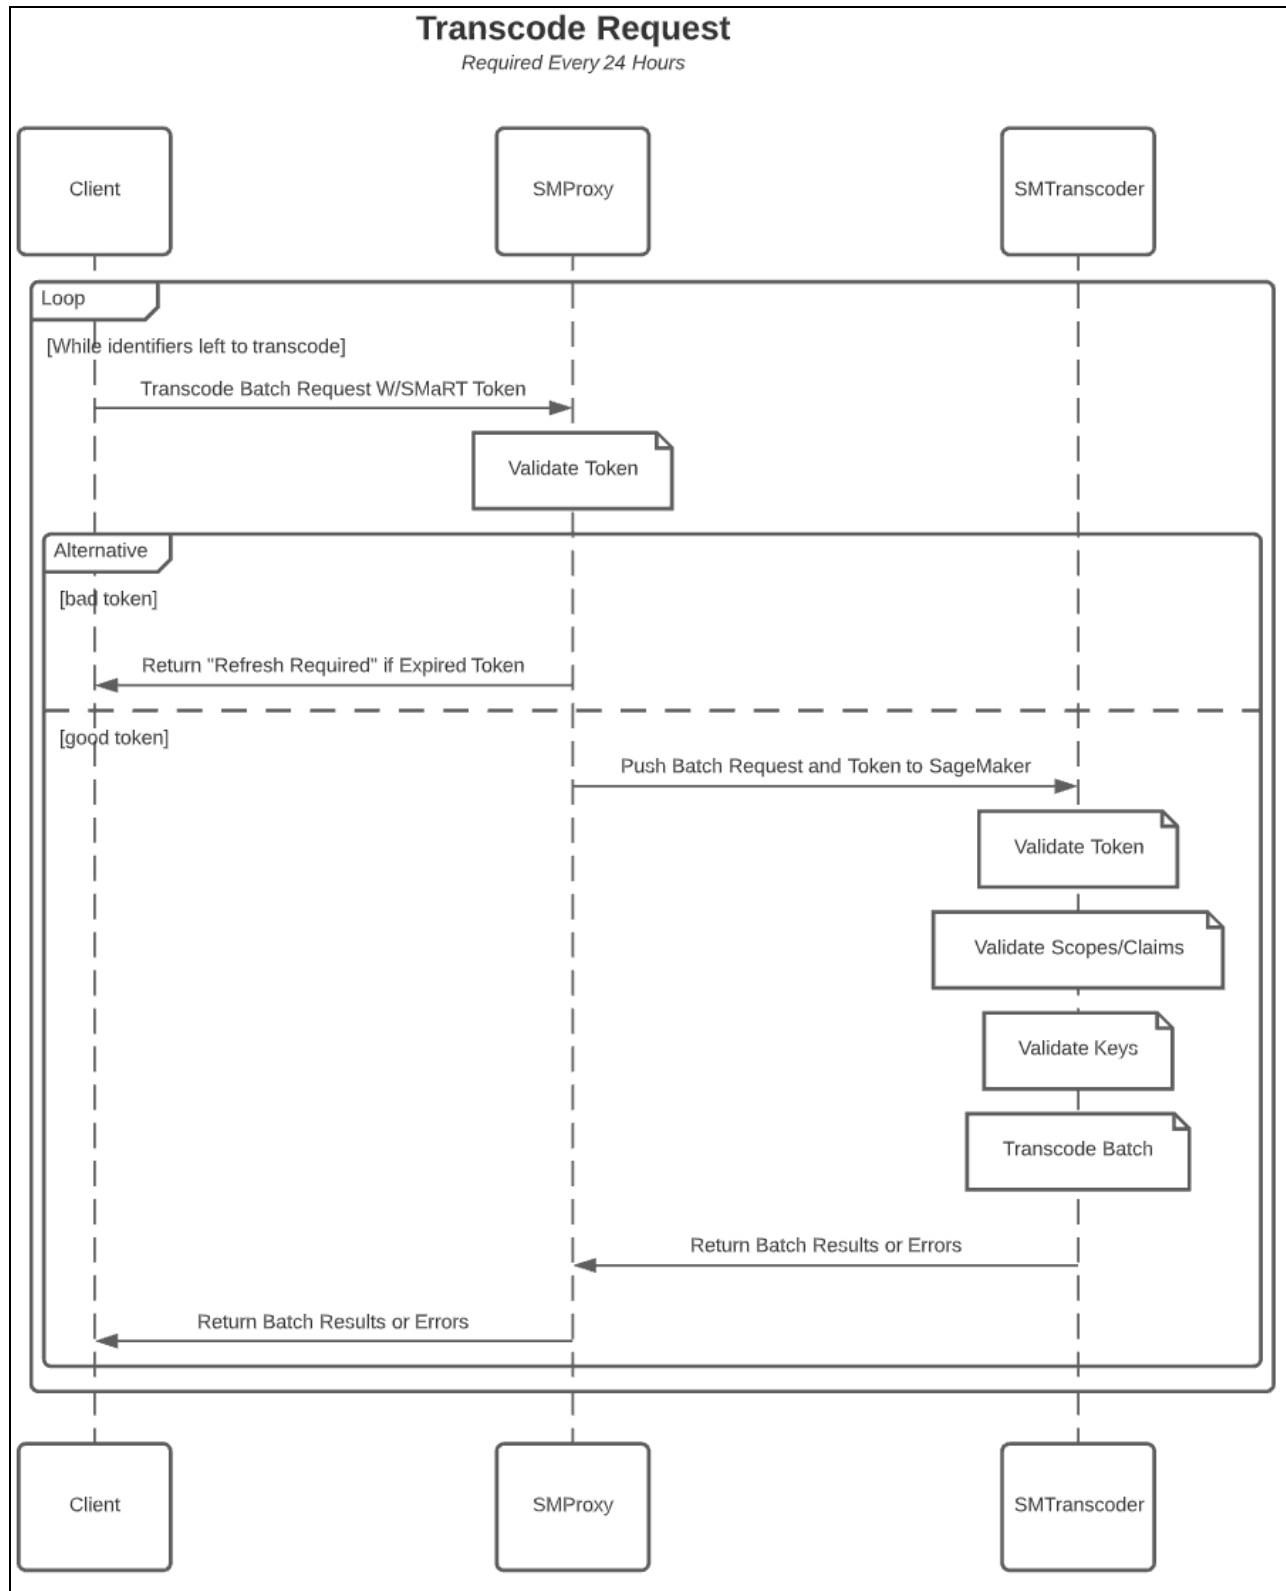 Transcode Request
Required Every 24 Hours
Client
SMProxy
SMTranscoder
Loop
[While identifiers left to transcode]
Transcode Batch Request W/SMaRT Token
Validate Token
Alternative
[bad token]
Return "Refresh Required" if Expired Token
[good token]
Push Batch Request and Token to SageMaker
Validate Token
Validate Scopes/Claims
Validate Keys
Transcode Batch
Return Batch Results or Errors
Return Batch Results or Errors
Client
SMProxy
SMTranscoder